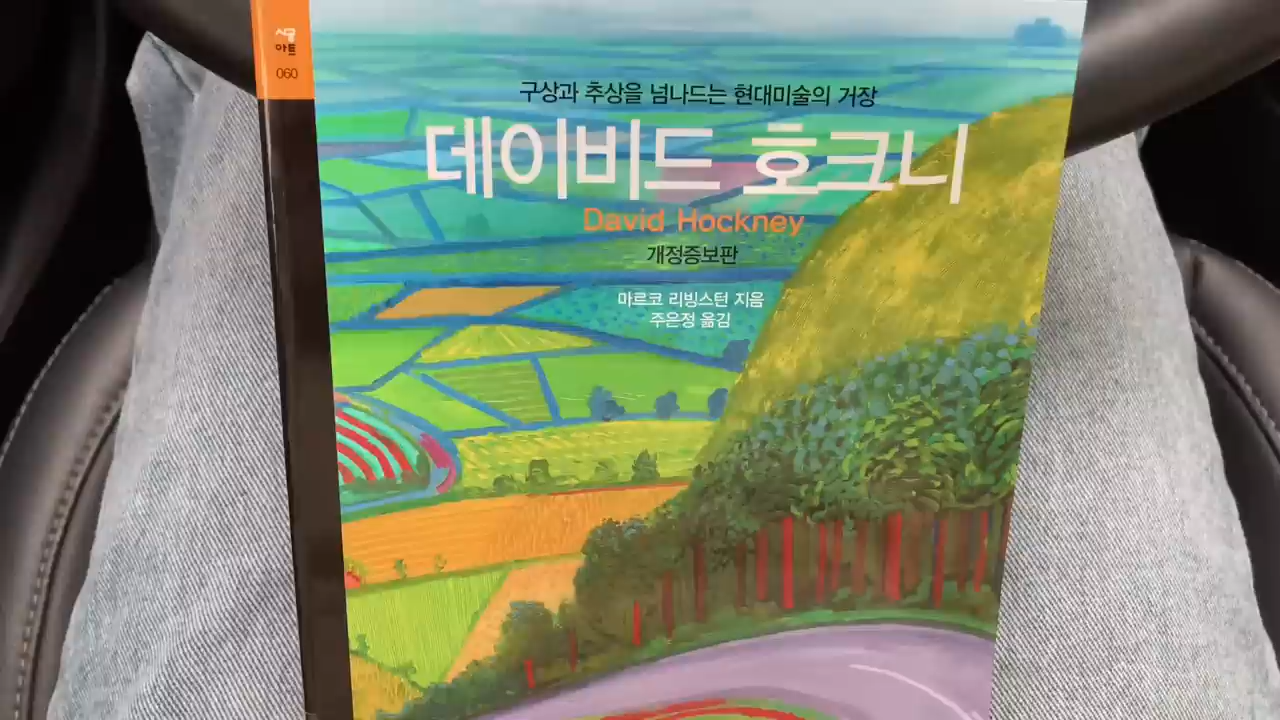 시공
아트
060
구상과 추상을 넘나드는 현대미술의 거장
데이비드 호크니
David Hockney
개정증보판
마르코 리빙스턴 지음
주은정 옮김